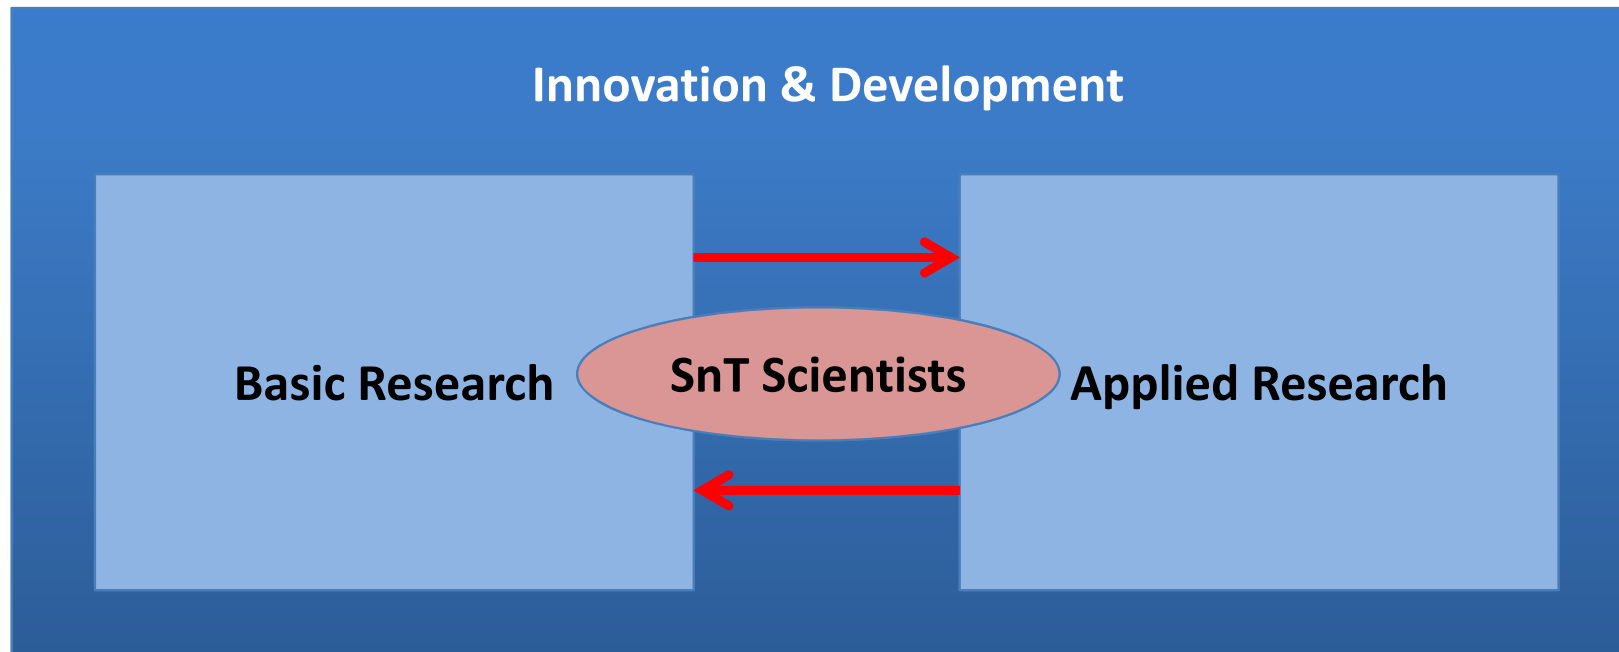 Innovation & Development
Basic Research
SnT Scientists
Applied Research